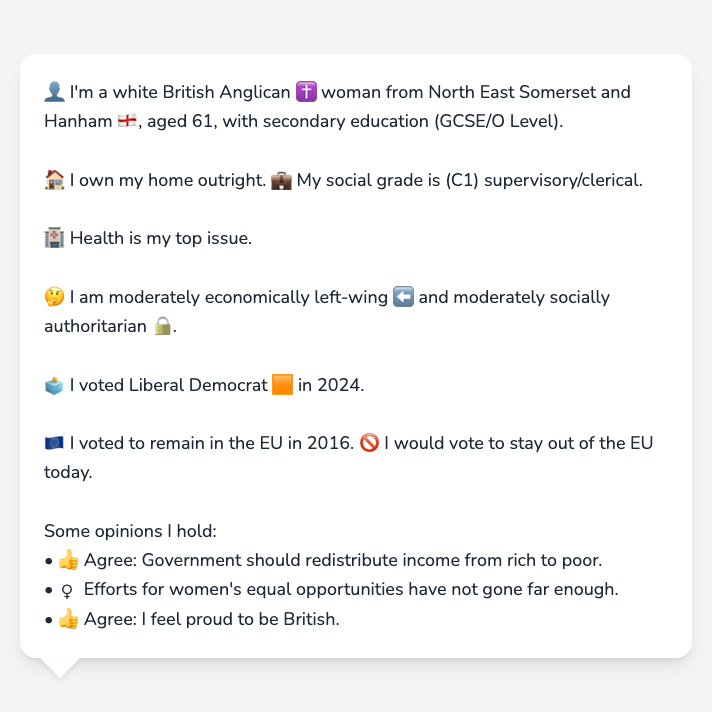 👤 I'm a white British Anglican ✝️ woman from North East Somerset and
Hanham 🏴󠁧󠁢󠁥󠁮󠁧󠁿, aged 61, with secondary education (GCSE/O Level).
🏠 I own my home outright. 💼 My social grade is (C1) supervisory/clerical.
🏥 Health is my top issue.
🤔 I am moderately economically left-wing ⬅️ and moderately socially
authoritarian 🔒.
🗳️ I voted Liberal Democrat 🟧 in 2024.
🇪🇺 I voted to remain in the EU in 2016. 🚫 I would vote to stay out of the EU
today.
Some opinions I hold:
• 👍 Agree: Government should redistribute income from rich to poor.
• ♀ Efforts for women's equal opportunities have not gone far enough.
• 👍 Agree: I feel proud to be British.